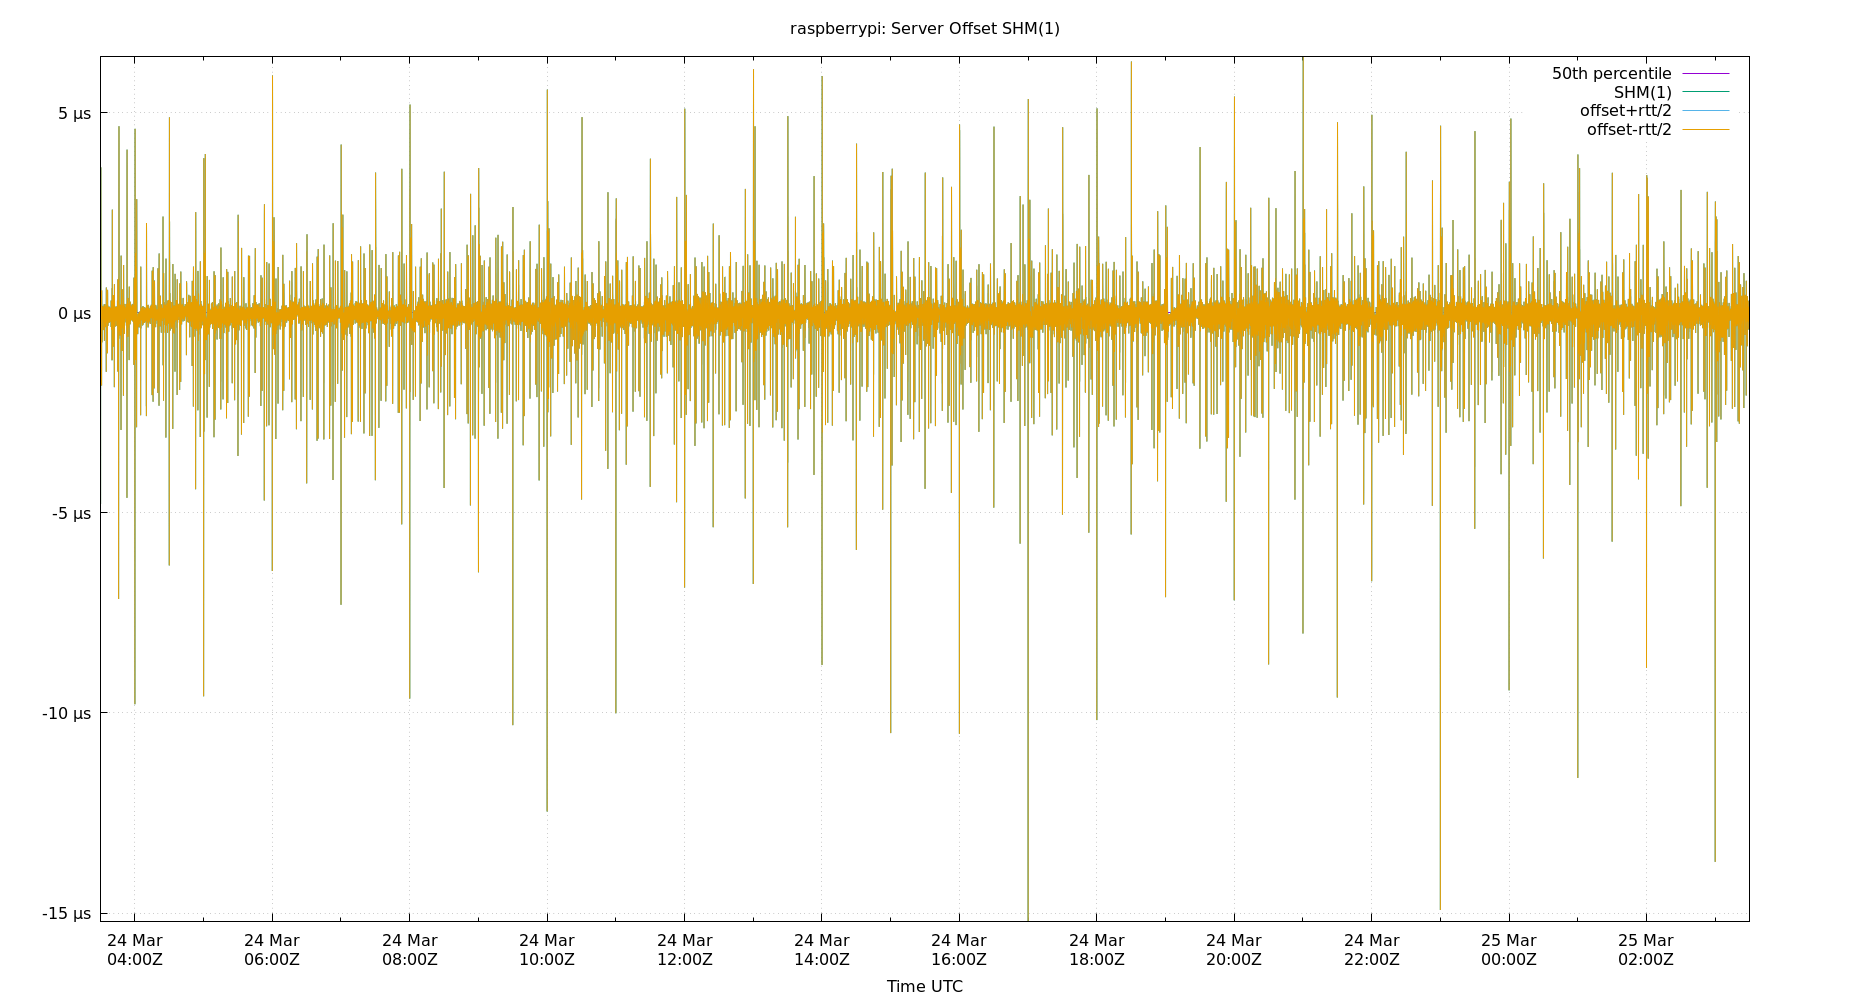 raspberrypi: Server Offset SHM(1)
50th percentile
SHM(1)
offset+rtt/2
offset-rtt/2
5 µs
0 µs
-5 µs
-10 µs
-15 µs
24 Mar 24 Mar 24 Mar 24 Mar 24 Mar 24 Mar 24 Mar 24 Mar 24 Mar 24 Mar 25 Mar 25 Mar
04:00Z 06:00Z 08:00Z 10:00Z 12:00Z 14:00Z 16:00Z 18:00Z 20:00Z 22:00Z 00:00Z 02:00Z
Time UTC